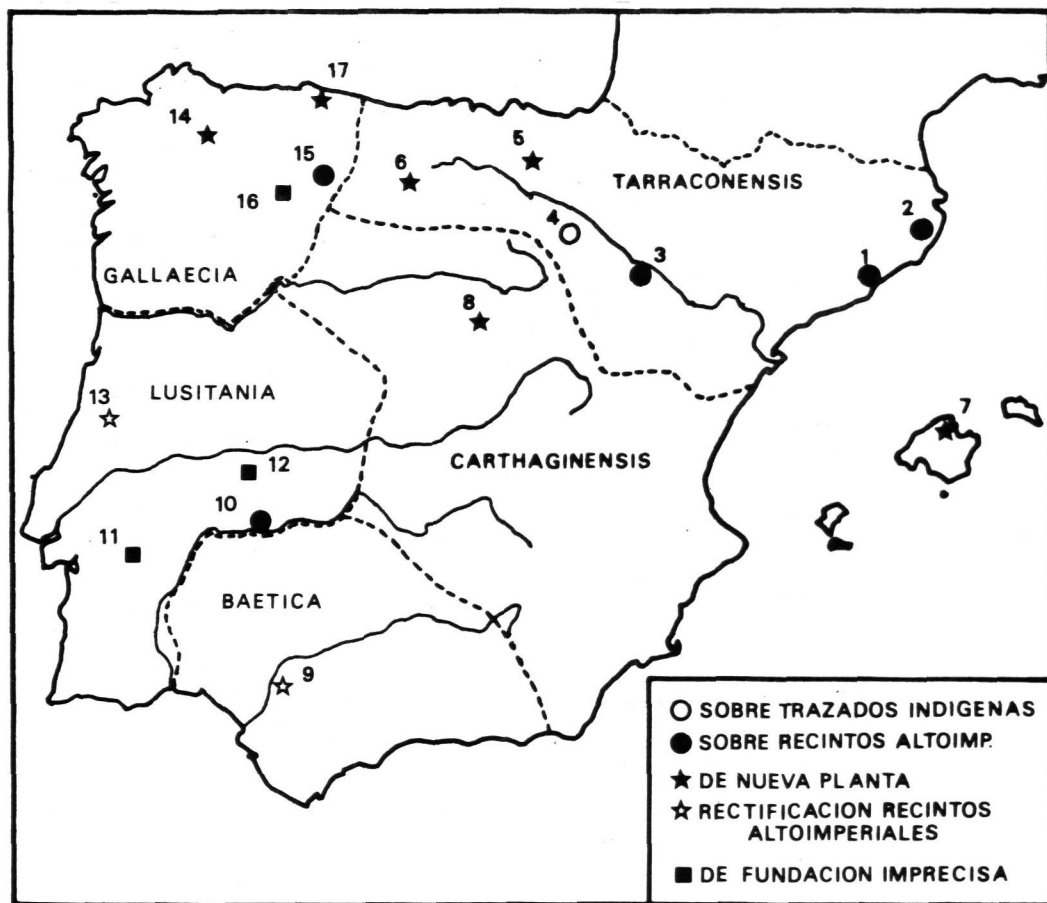 17
14
5
15
6
TARRACONENSIS
16
2
4
GALLAECIA
3
1
8
LUSITANIA
13
7
12
CARTHAGINENSIS
10
11
BAETICA
9
SOBRE TRAZADOS INDIGENAS
SOBRE RECINTOS ALTOIMP.
DE NUEVA PLANTA
RECTIFICACION RECINTOS
ALTOIMPERIALES
DE FUNDACION IMPRECISA